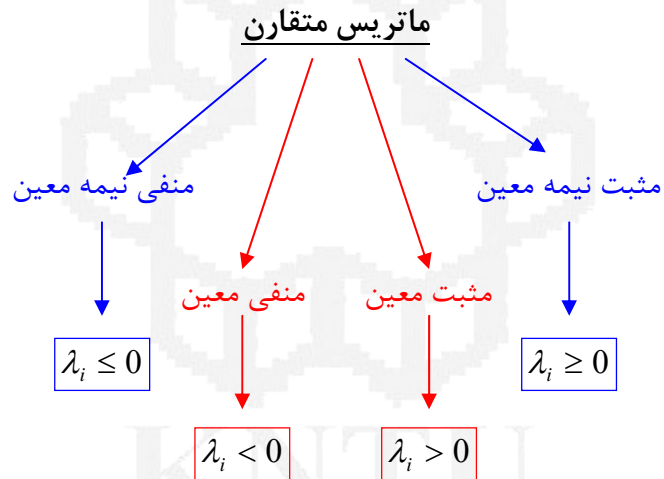 ماتریس متقارن
مثبت نیمه معین
منفی نیمه معین
مثبت معین
منفی معین
λᵢ ≥ 0
λᵢ ≤ 0
λᵢ > 0
λᵢ < 0
KNTU